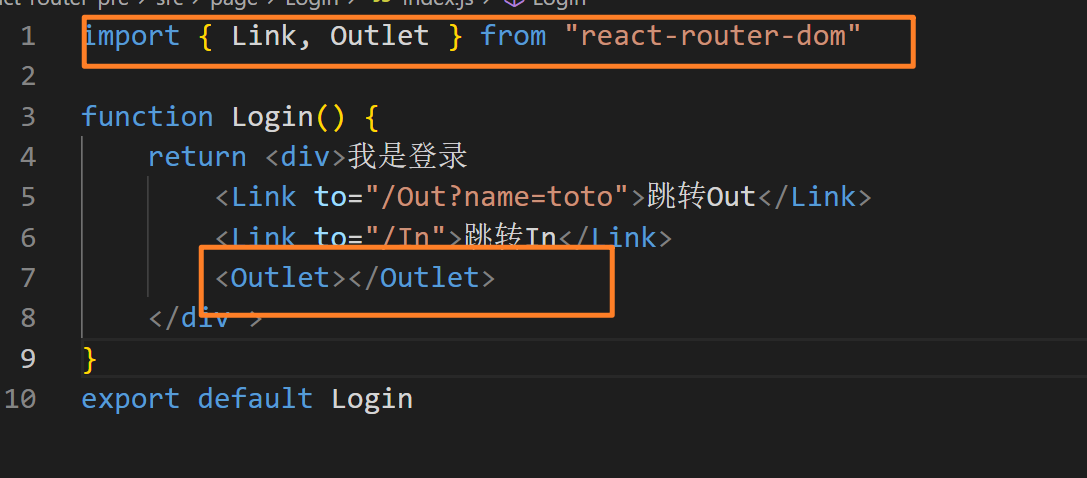 src › page › Login › JS index.js › Login
1 import { Link, Outlet } from "react-router-dom"
2
3 function Login() {
4 return <div>我是登录
5 <Link to="/Out?name=toto">跳转Out</Link>
6 <Link to="/In">跳转In</Link>
7 <Outlet></Outlet>
8 </div >
9 }
10 export default Login